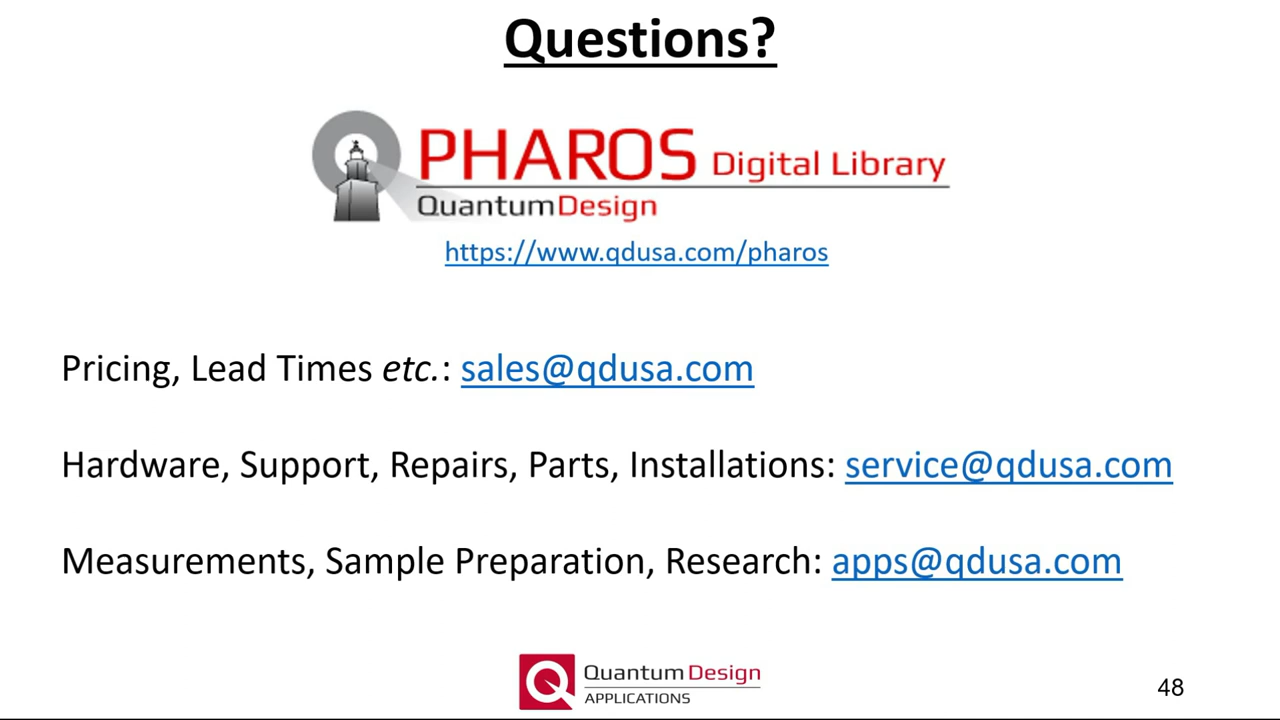 Questions?
PHAROS Digital Library
QuantumDesign
https://www.qdusa.com/pharos
Pricing, Lead Times etc.: sales@qdusa.com
Hardware, Support, Repairs, Parts, Installations: service@qdusa.com
Measurements, Sample Preparation, Research: apps@qdusa.com
Quantum Design
APPLICATIONS
48